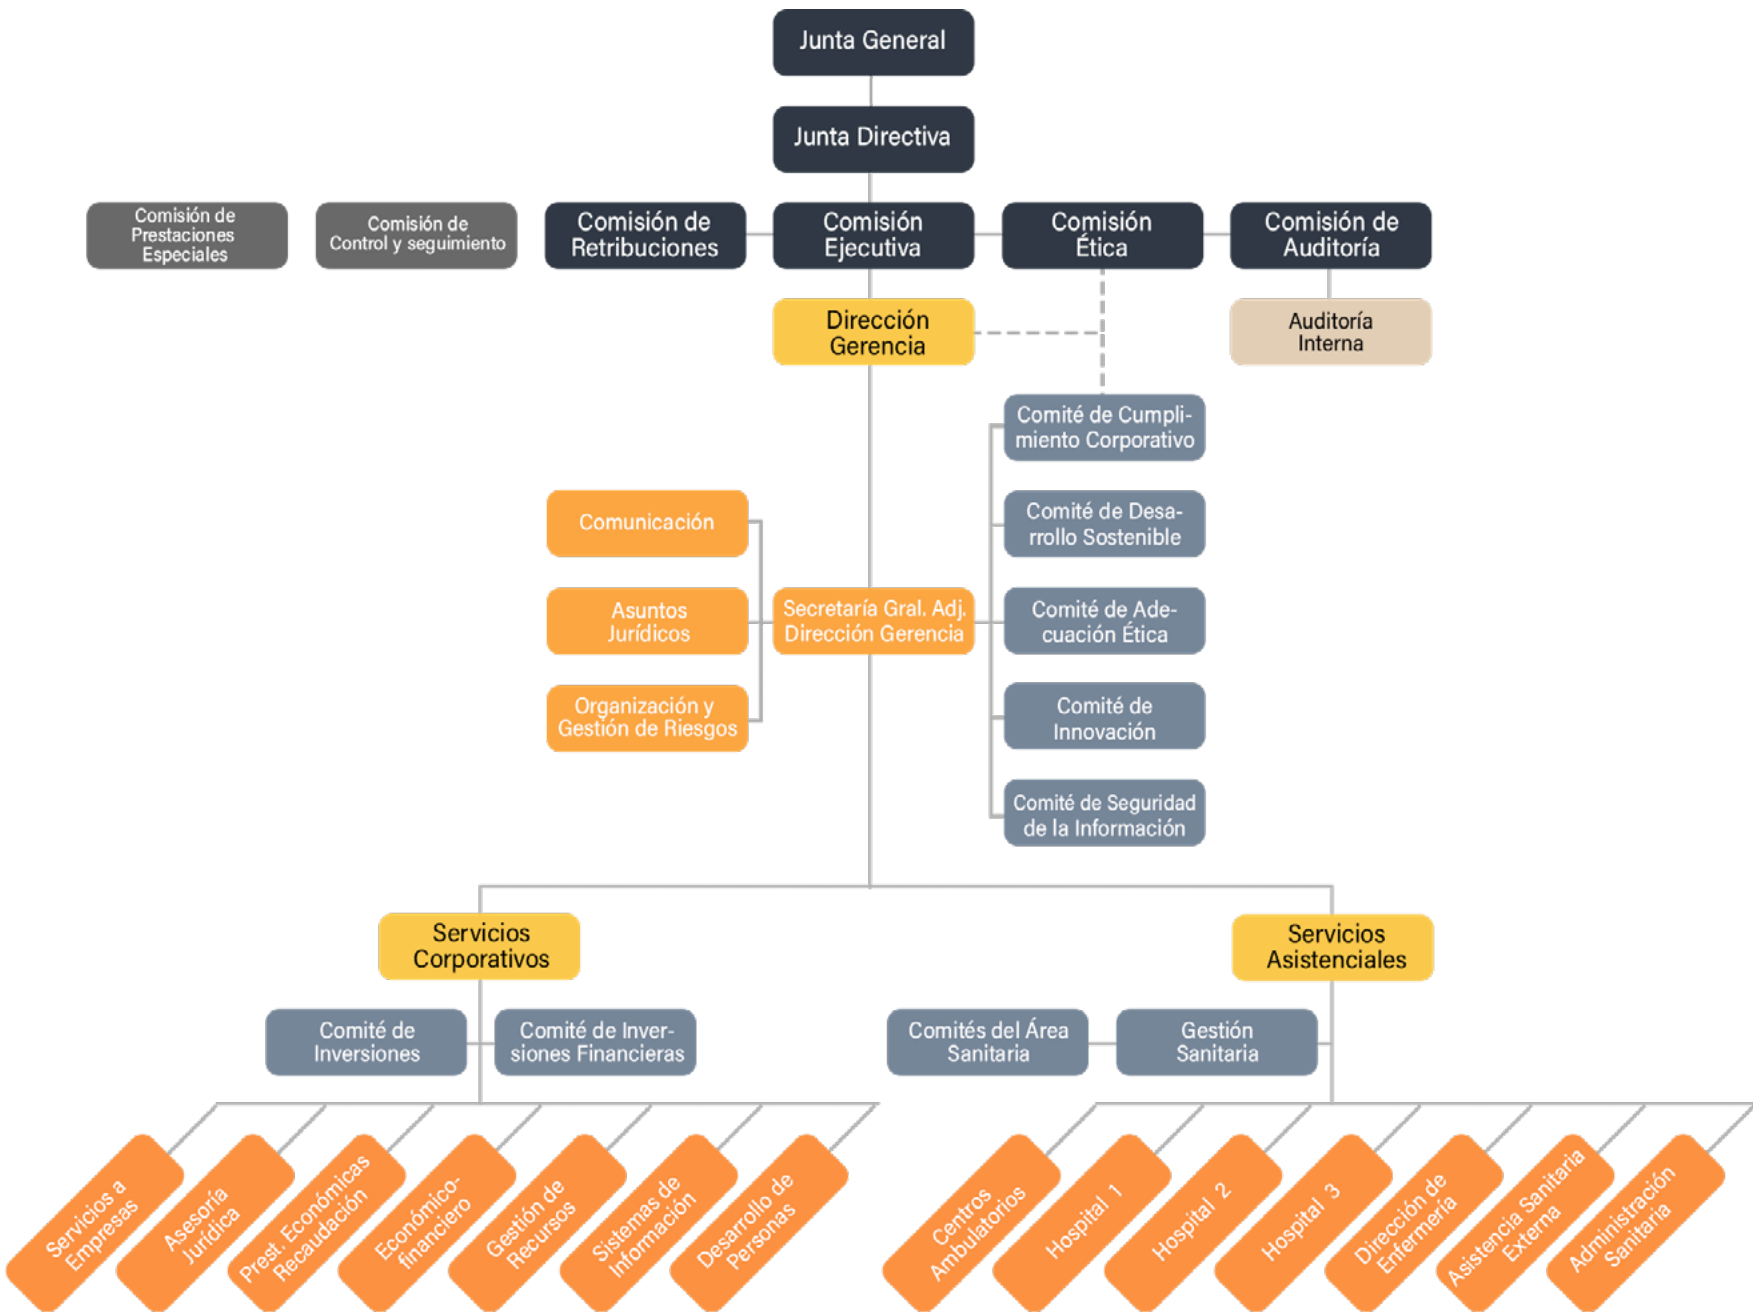 Junta General
Junta Directiva
Comisión de
Prestaciones
Especiales
Comisión de
Control y seguimiento
Comisión de
Retribuciones
Comisión
Ejecutiva
Comisión
Ética
Comisión de
Auditoría
Dirección
Gerencia
Auditoría
Interna
Comité de Cumpli-
miento Corporativo
Comunicación
Comité de Desa-
rrollo Sostenible
Asuntos
Jurídicos
Secretaría Gral. Adj.
Dirección Gerencia
Comité de Ade-
cuación Ética
Organización y
Gestión de Riesgos
Comité de
Innovación
Comité de Seguridad
de la Información
Servicios
Corporativos
Servicios
Asistenciales
Comité de
Inversiones
Comité de Inver-
siones Financieras
Comités del Área
Sanitaria
Gestión
Sanitaria
Servicios a
Empresas
Asesoría
Jurídica
Prest. Económicas
Recaudación
Económico-
financiero
Gestión de
Recursos
Sistemas de
Información
Desarrollo de
Personas
Centros
Ambulatorios
Hospital 1
Hospital 2
Hospital 3
Dirección de
Enfermería
Asistencia Sanitaria
Externa
Administración
Sanitaria